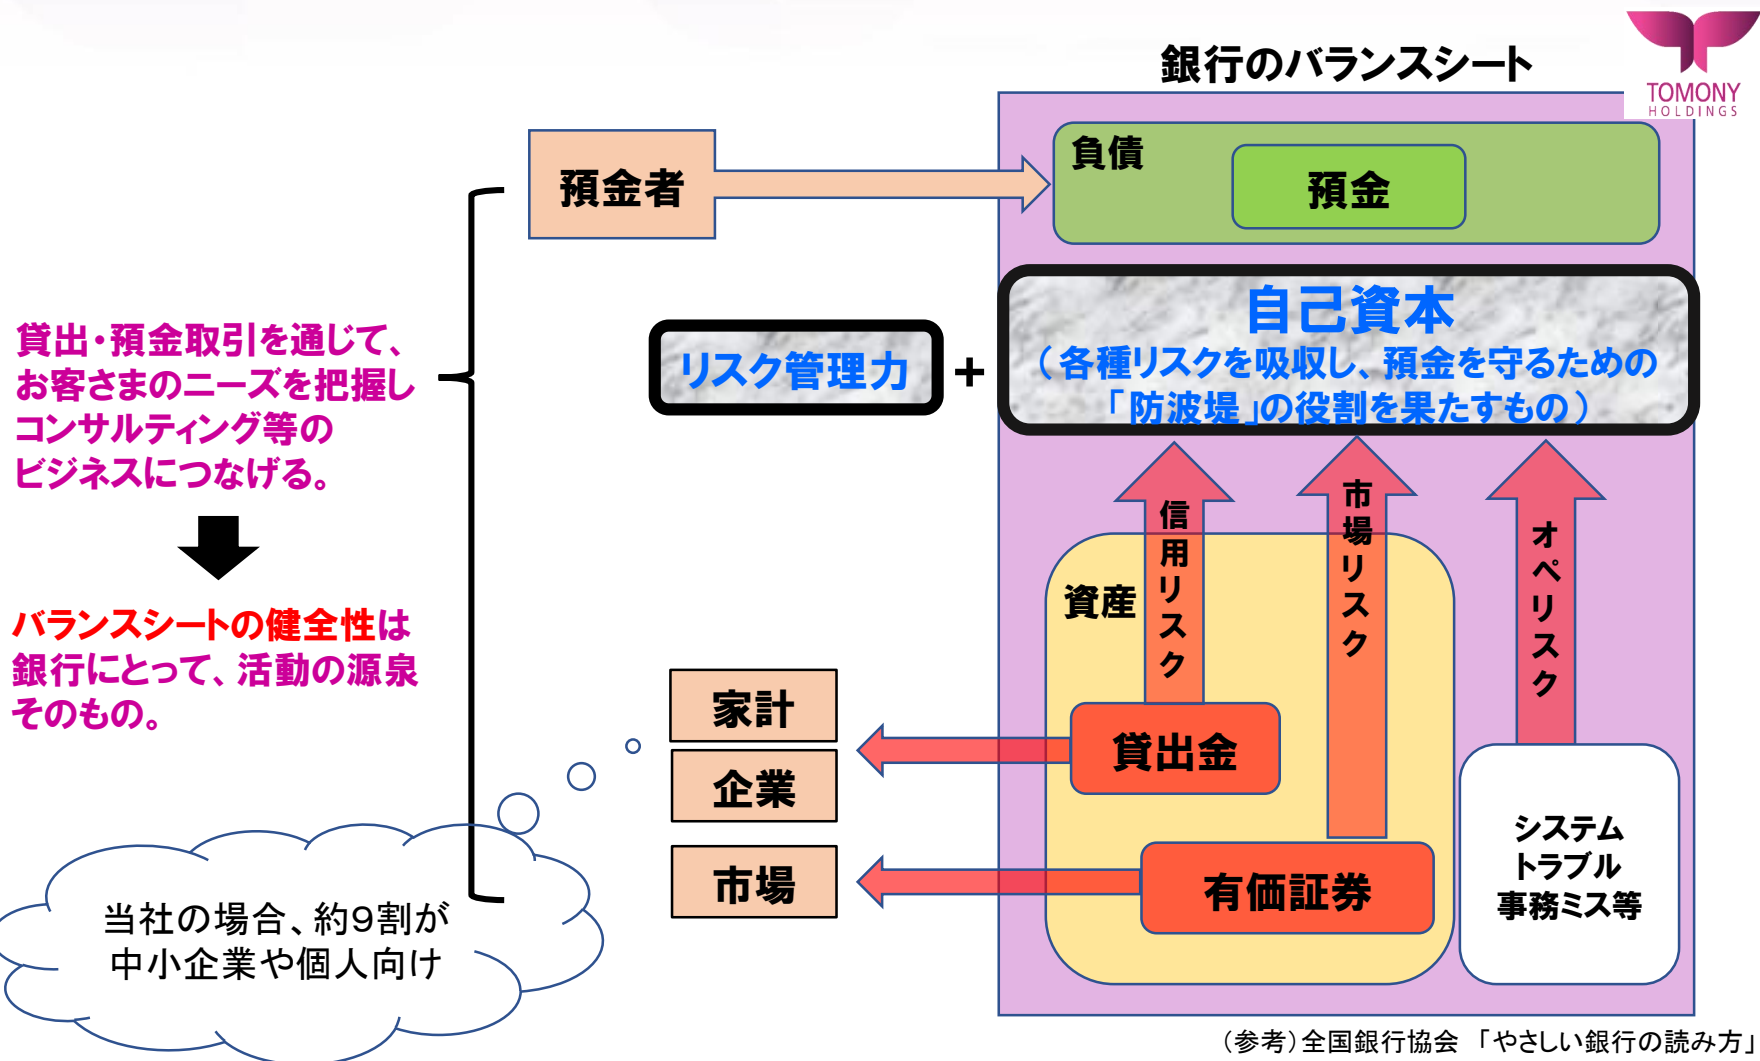 銀行のバランスシート
TOMONY
HOLDINGS
預金者
負債
預金
自己資本
（各種リスクを吸収し、預金を守るための
「防波堤」の役割を果たすもの）
リスク管理力
+
貸出・預金取引を通じて、
お客さまのニーズを把握し
コンサルティング等の
ビジネスにつなげる。
バランスシートの健全性は
銀行にとって、活動の源泉
そのもの。
信用リスク
市場リスク
オペリスク
資産
家計
企業
市場
貸出金
有価証券
システム
トラブル
事務ミス等
当社の場合、約９割が
中小企業や個人向け
（参考）全国銀行協会 「やさしい銀行の読み方」